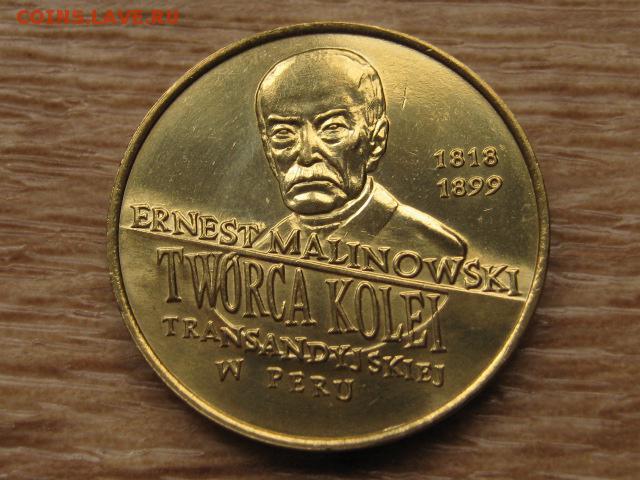 COINS.LAVE.RU
1818
1899
ERNEST MALINOWSKI
TWÓRCA KOLEI
TRANSANDYJSKIEJ
W PERU